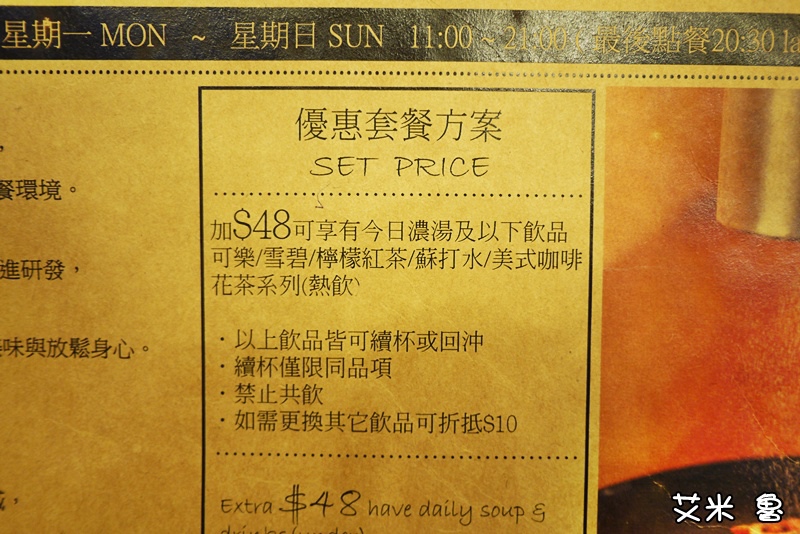 星期一 MON ~ 星期日 SUN 11:00 ~ 21:00 ( 最後點餐20:30 la
優惠套餐方案
SET PRICE
加$48可享有今日濃湯及以下飲品
可樂/雪碧/檸檬紅茶/蘇打水/美式咖啡
花茶系列(熱飲)
·以上飲品皆可續杯或回沖
·續杯僅限同品項
·禁止共飲
·如需更換其它飲品可折抵$10
Extra $48 have daily soup &
餐環境。
進研發，
味與放鬆身心。
艾米 魯